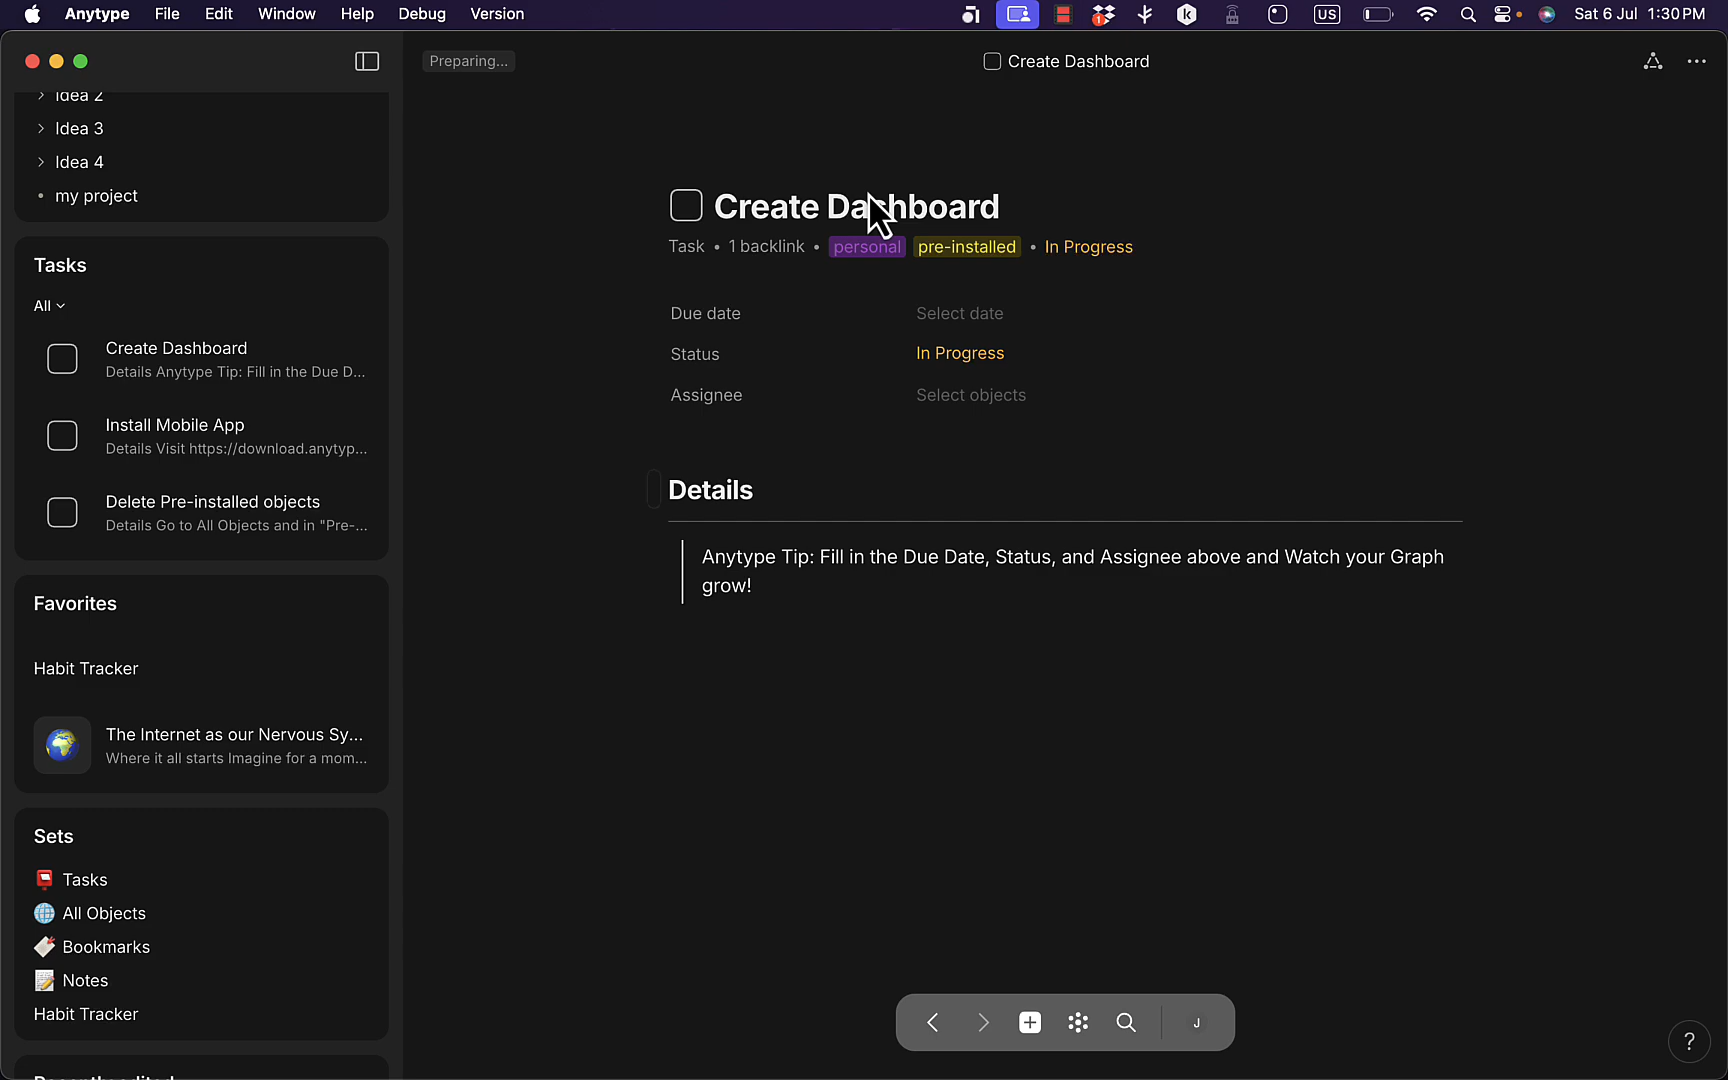 Anytype File Edit Window Help Debug Version 1 US Sat 6 Jul 1:30 PM
Idea 2
Idea 3
Idea 4
my project
Tasks
All
Create Dashboard
Details Anytype Tip: Fill in the Due D...
Install Mobile App
Details Visit https://download.anytyp...
Delete Pre-installed objects
Details Go to All Objects and in "Pre-...
Favorites
Habit Tracker
The Internet as our Nervous Sy...
Where it all starts Imagine for a mom...
Sets
Tasks
All Objects
Bookmarks
Notes
Habit Tracker
Preparing...
Create Dashboard
Create Dashboard
Task • 1 backlink • personal pre-installed • In Progress
Due date Select date
Status In Progress
Assignee Select objects
Details
Anytype Tip: Fill in the Due Date, Status, and Assignee above and Watch your Graph
grow!
J
?